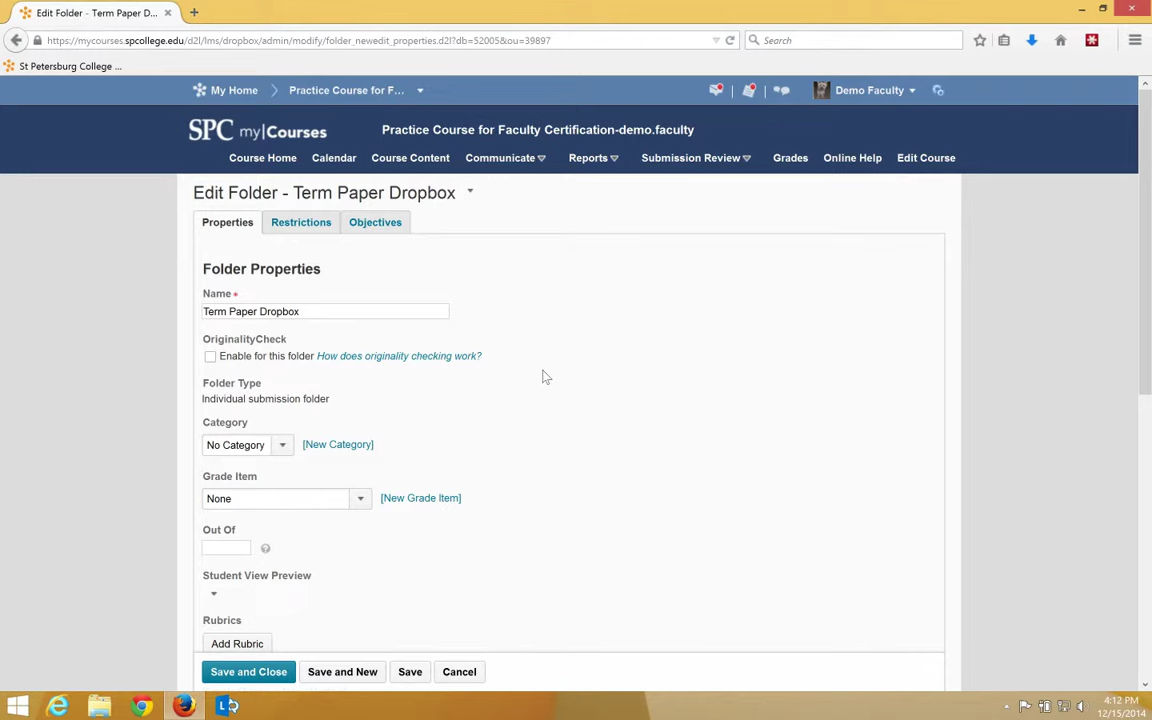 Edit Folder - Term Paper D...
https://mycourses.spcollege.edu/d2l/lms/dropbox/admin/modify/folder_newedit_properties.d2l?db=52005&ou=39897
Search
St Petersburg College ...
My Home
Practice Course for F...
Demo Faculty
SPC my|Courses
Practice Course for Faculty Certification-demo.faculty
Course Home
Calendar
Course Content
Communicate
Reports
Submission Review
Grades
Online Help
Edit Course
Edit Folder - Term Paper Dropbox
Properties
Restrictions
Objectives
Folder Properties
Name *
Term Paper Dropbox
OriginalityCheck
Enable for this folder How does originality checking work?
Folder Type
Individual submission folder
Category
No Category [New Category]
Grade Item
None [New Grade Item]
Out Of
Student View Preview
Rubrics
Add Rubric
Save and Close
Save and New
Save
Cancel
4:12 PM
12/15/2014